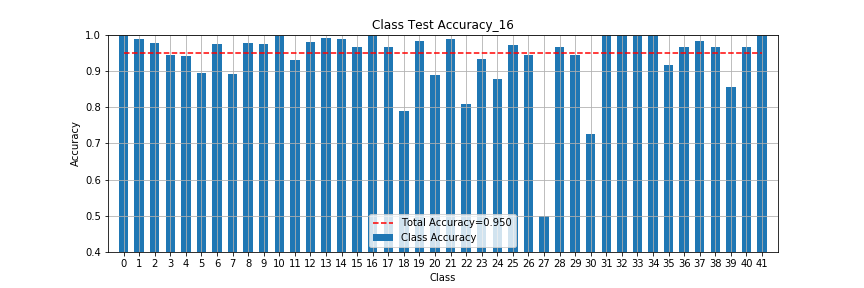 Class Test Accuracy_16
1.0
0.9
0.8
0.7
0.6
0.5
0.4
Accuracy
Total Accuracy=0.950
Class Accuracy
0 1 2 3 4 5 6 7 8 9 10 11 12 13 14 15 16 17 18 19 20 21 22 23 24 25 26 27 28 29 30 31 32 33 34 35 36 37 38 39 40 41
Class